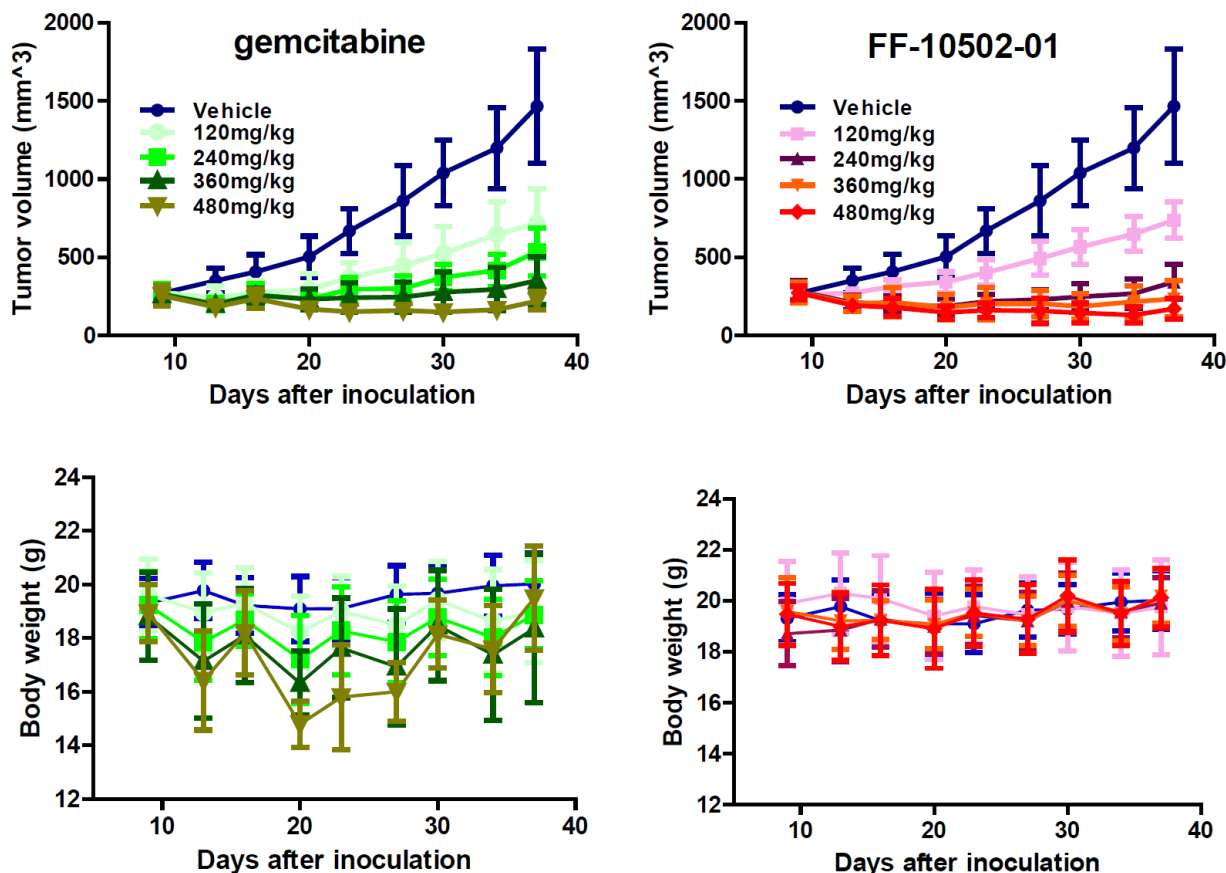 gemcitabine
Tumor volume (mm^3)
2000
1500
1000
500
0
Vehicle
120mg/kg
240mg/kg
360mg/kg
480mg/kg
10 20 30 40
Days after inoculation
FF-10502-01
Tumor volume (mm^3)
2000
1500
1000
500
0
Vehicle
120mg/kg
240mg/kg
360mg/kg
480mg/kg
10 20 30 40
Days after inoculation
Body weight (g)
24
22
20
18
16
14
12
10 20 30 40
Days after inoculation
Body weight (g)
24
22
20
18
16
14
12
10 20 30 40
Days after inoculation